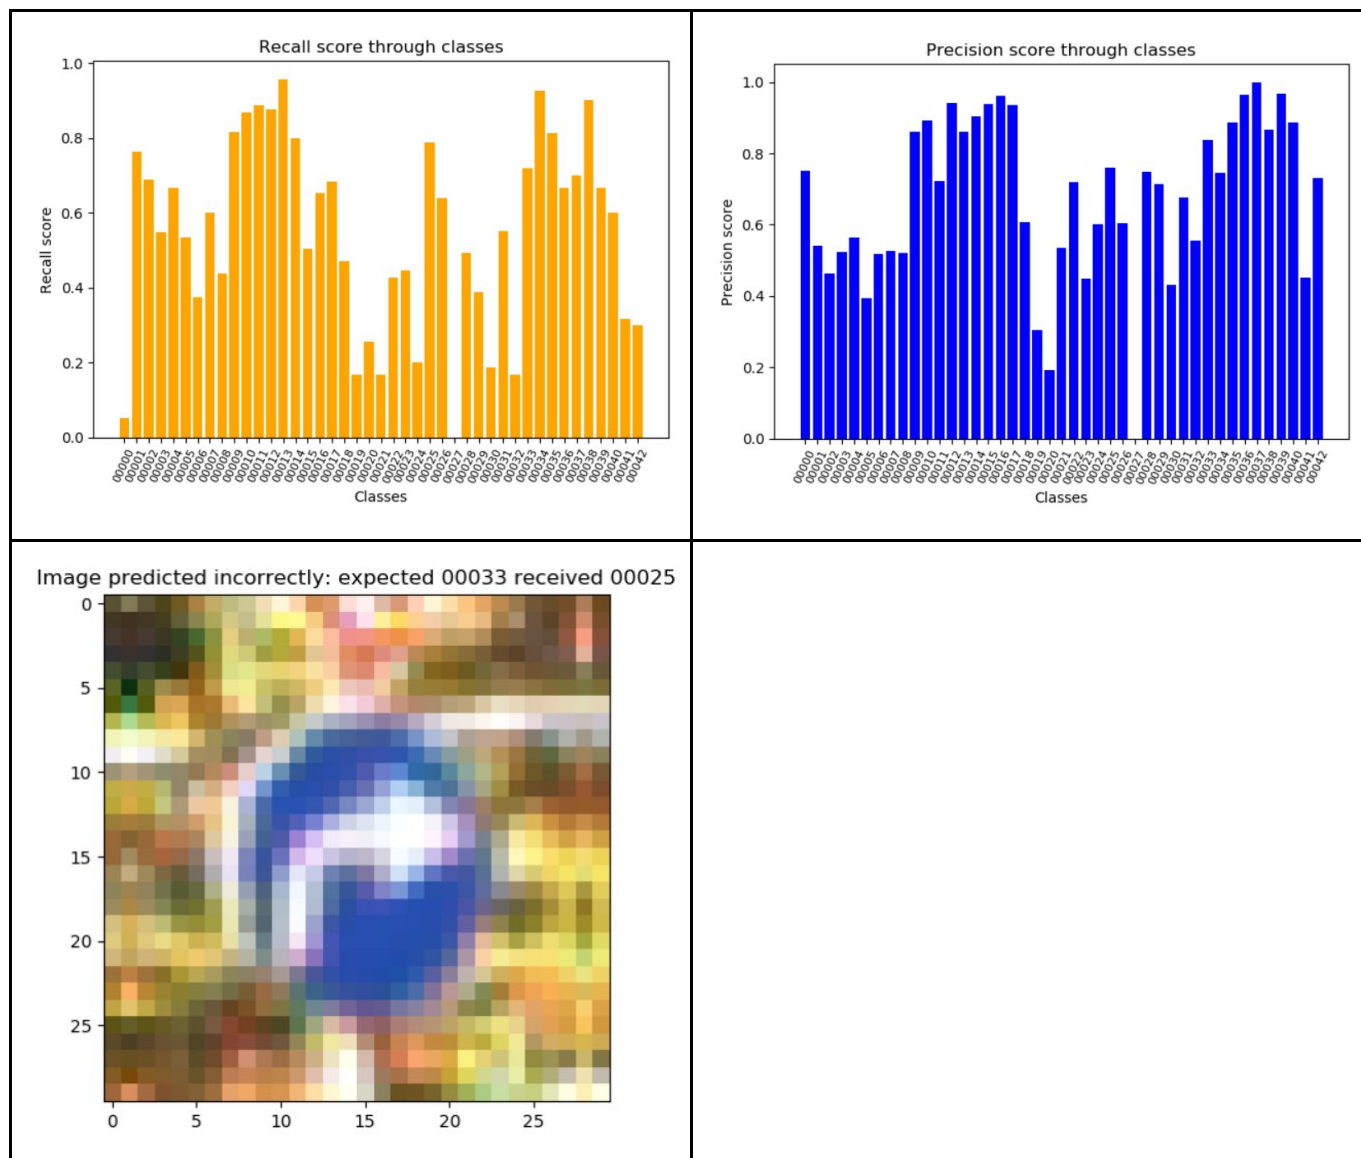 Recall score through classes
1.0
0.8
0.6
0.4
0.2
0.0
Recall score
00000 00001 00002 00003 00004 00005 00006 00007 00008 00009 00010 00011 00012 00013 00014 00015 00016 00017 00018 00019 00020 00021 00022 00023 00024 00025 00026 00027 00028 00029 00030 00031 00032 00033 00034 00035 00036 00037 00038 00039 00040 00041 00042
Classes
Precision score through classes
1.0
0.8
0.6
0.4
0.2
0.0
Precision score
00000 00001 00002 00003 00004 00005 00006 00007 00008 00009 00010 00011 00012 00013 00014 00015 00016 00017 00018 00019 00020 00021 00022 00023 00024 00025 00026 00027 00028 00029 00030 00031 00032 00033 00034 00035 00036 00037 00038 00039 00040 00041 00042
Classes
Image predicted incorrectly: expected 00033 received 00025
0
5
10
15
20
25
0 5 10 15 20 25